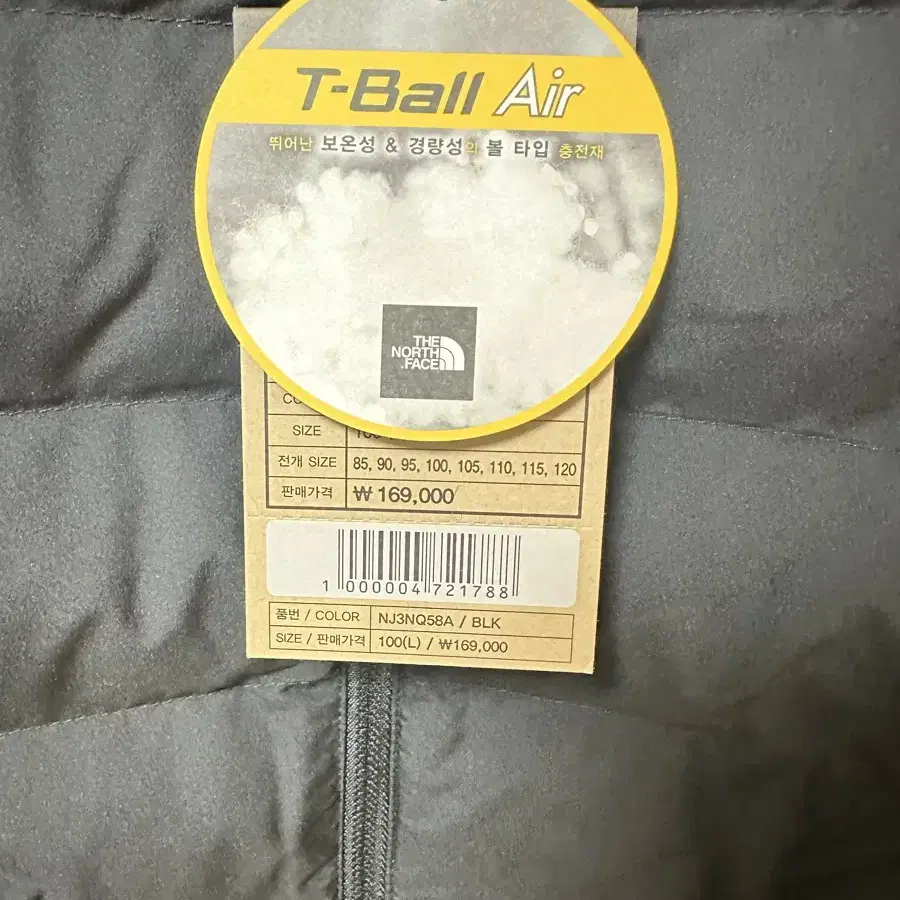 T-Ball Air
뛰어난 보온성 & 경량성의 볼 타입 충전재
THE
NORTH
FACE
SIZE
전개 SIZE 85, 90, 95, 100, 105, 110, 115, 120
판매가격 ₩ 169,000
1 000004 721788
품번 / COLOR NJ3NQ58A / BLK
SIZE / 판매가격 100(L) / ₩169,000